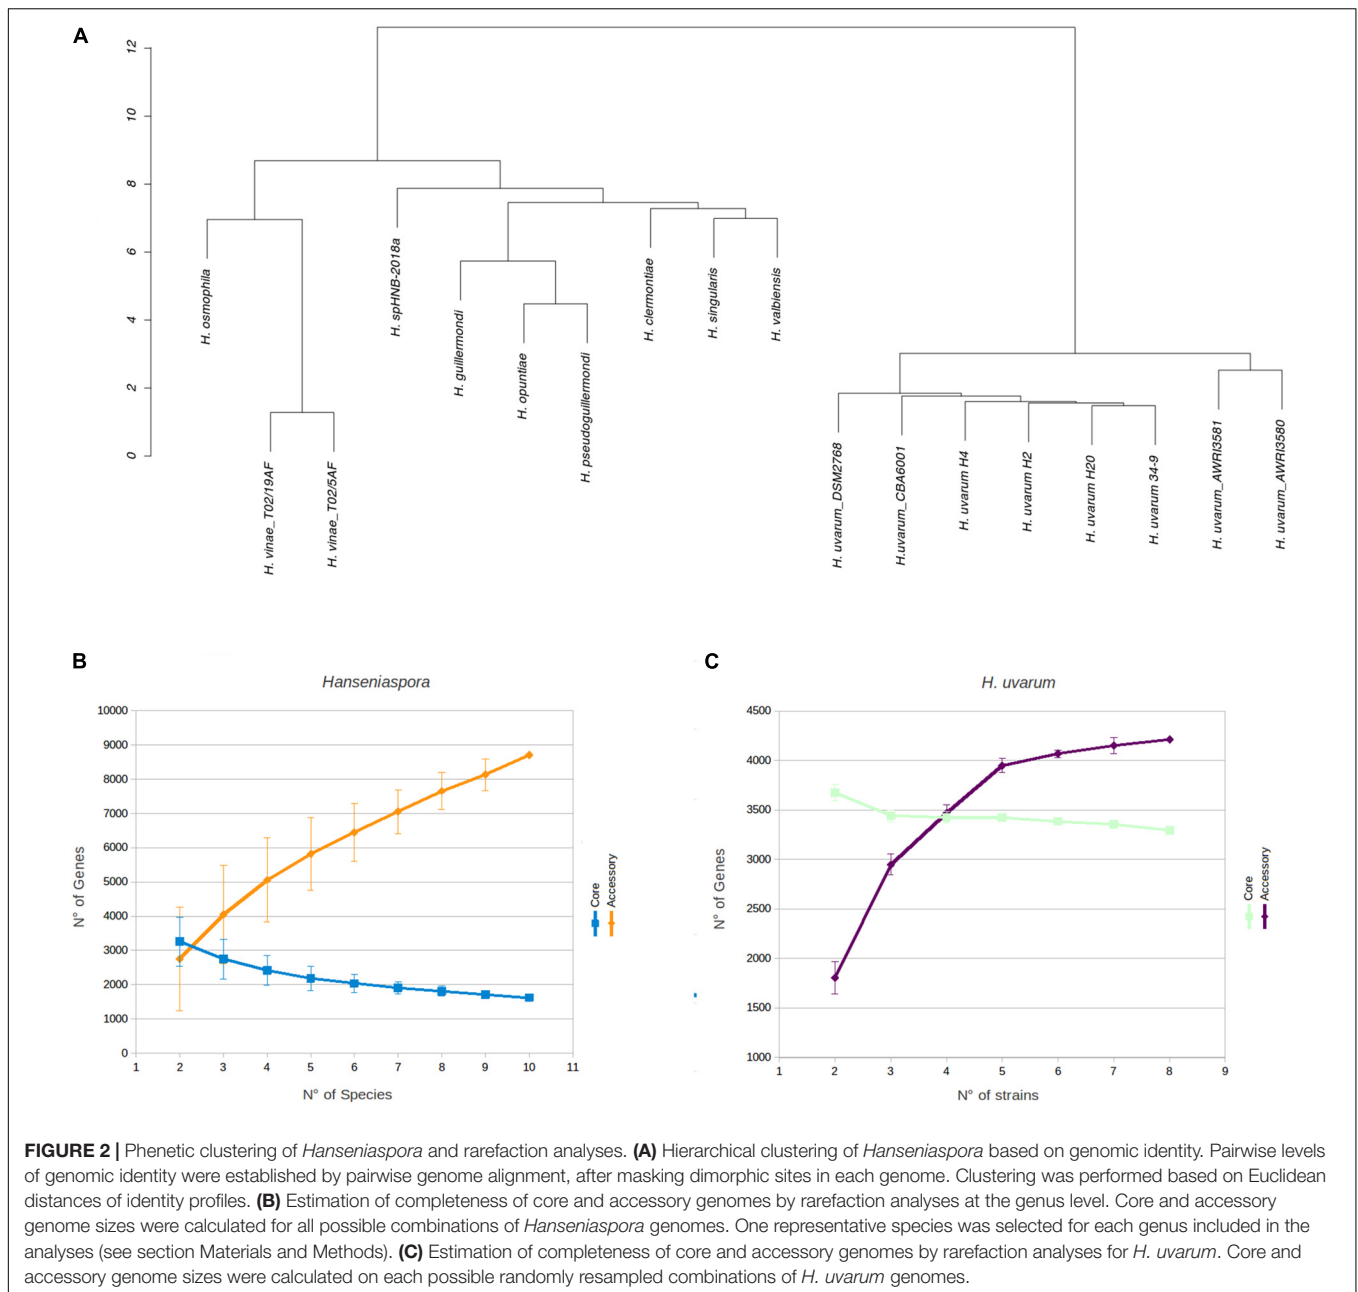 A
12
10
8
6
4
2
0
H. osmophila
H. vinae_T02/19AF
H. vinae_T02/5AF
H. spHNB-2018a
H. guillermondi
H. opuntiae
H. pseudoguillermondi
H. clermontiae
H. singularis
H. valbiensis
H. uvarum_DSM2768
H.uvarum_CBA6001
H. uvarum H4
H. uvarum H2
H. uvarum H20
H. uvarum 34-9
H. uvarum_AWRI3581
H. uvarum_AWRI3580
B
Hanseniaspora
N° of Genes
10000
9000
8000
7000
6000
5000
4000
3000
2000
1000
0
1 2 3 4 5 6 7 8 9 10 11
N° of Species
Core
Accessory
C
H. uvarum
N° of Genes
4500
4000
3500
3000
2500
2000
1500
1000
1 2 3 4 5 6 7 8 9
N° of strains
Core
Accessory
FIGURE 2 | Phenetic clustering of Hanseniaspora and rarefaction analyses. (A) Hierarchical clustering of Hanseniaspora based on genomic identity. Pairwise levels
of genomic identity were established by pairwise genome alignment, after masking dimorphic sites in each genome. Clustering was performed based on Euclidean
distances of identity profiles. (B) Estimation of completeness of core and accessory genomes by rarefaction analyses at the genus level. Core and accessory
genome sizes were calculated for all possible combinations of Hanseniaspora genomes. One representative species was selected for each genus included in the
analyses (see section Materials and Methods). (C) Estimation of completeness of core and accessory genomes by rarefaction analyses for H. uvarum. Core and
accessory genome sizes were calculated on each possible randomly resampled combinations of H. uvarum genomes.